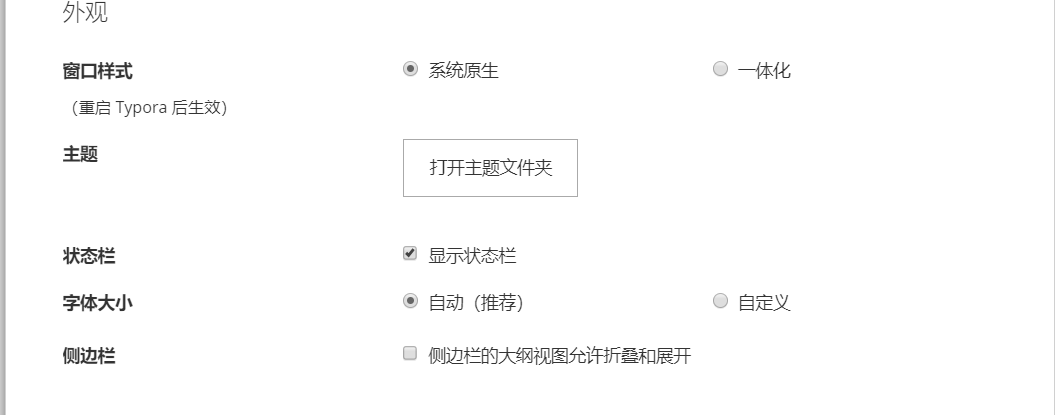 外观
窗口样式 系统原生 一体化
（重启 Typora 后生效）
主题 打开主题文件夹
状态栏 显示状态栏
字体大小 自动（推荐） 自定义
侧边栏 侧边栏的大纲视图允许折叠和展开